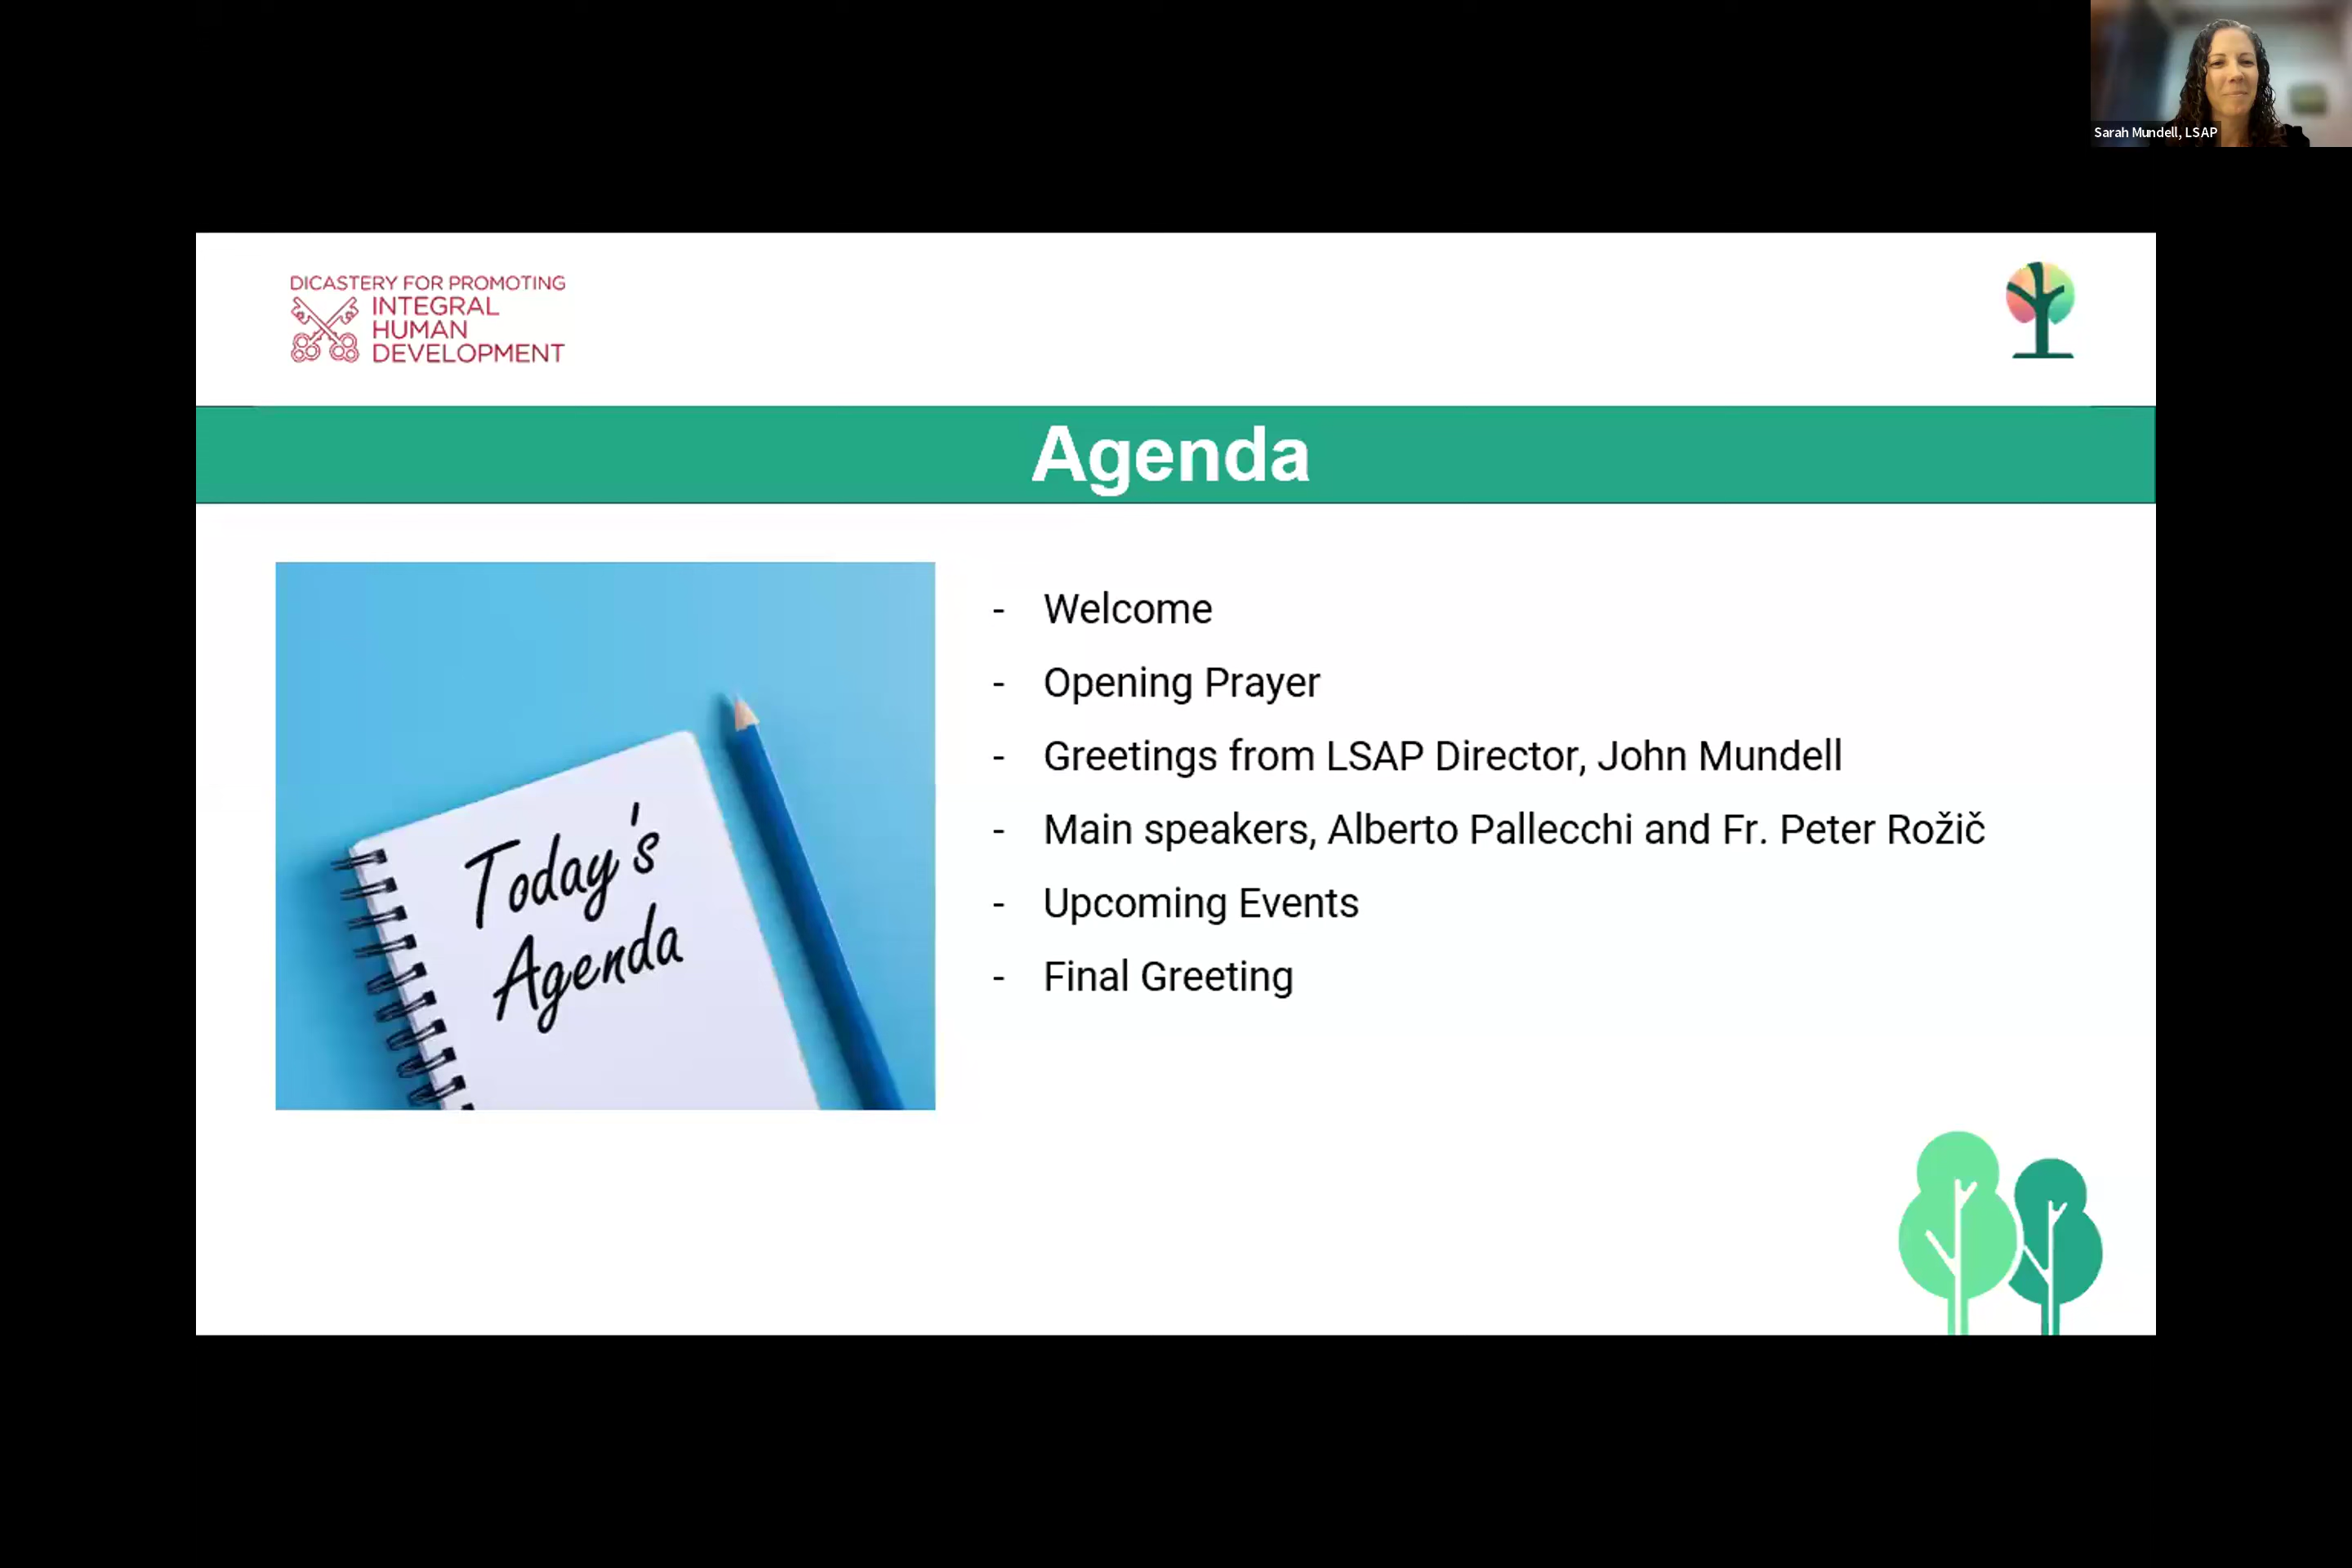 Sarah Mundell, LSAP
DICASTERY FOR PROMOTING
INTEGRAL
HUMAN
DEVELOPMENT
Agenda
Today's
Agenda
- Welcome
- Opening Prayer
- Greetings from LSAP Director, John Mundell
- Main speakers, Alberto Pallecchi and Fr. Peter Rožič
- Upcoming Events
- Final Greeting